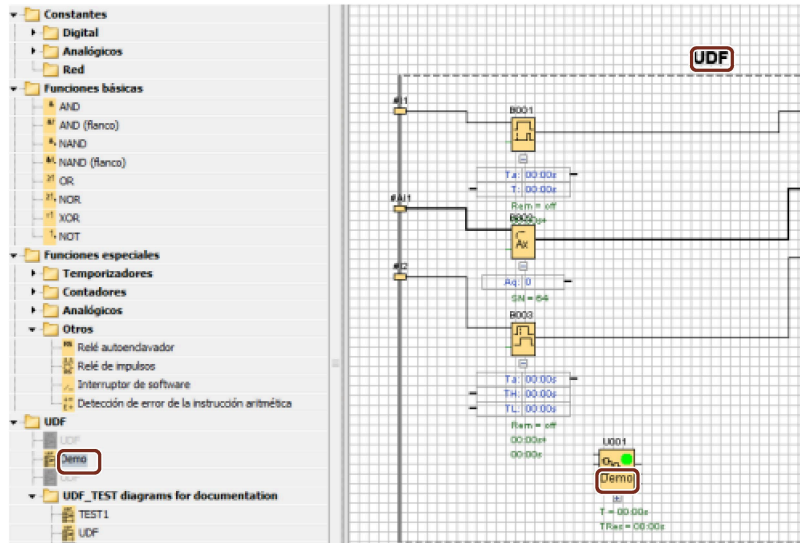 Constantes
Digital
Analógicos
Red
Funciones básicas
AND
AND (flanco)
NAND
NAND (flanco)
OR
NOR
XOR
NOT
Funciones especiales
Temporizadores
Contadores
Analógicos
Otros
Relé autoenclavador
Relé de impulsos
Interruptor de software
Detección de error de la instrucción aritmética
UDF
UDF
Demo
UDF
UDF_TEST diagrams for documentation
TEST1
UDF
UDF
#I1
B001
Ta: 00:00s
T: 00:00s
Rem = off
#AI1
Ax
Aq: 0
SN = 64
#I2
B003
Ta: 00:00s
TH: 00:00s
TL: 00:00s
Rem = off
00:00s+
00:00s
U001
Demo
T = 00:00s
TRes = 00:00s